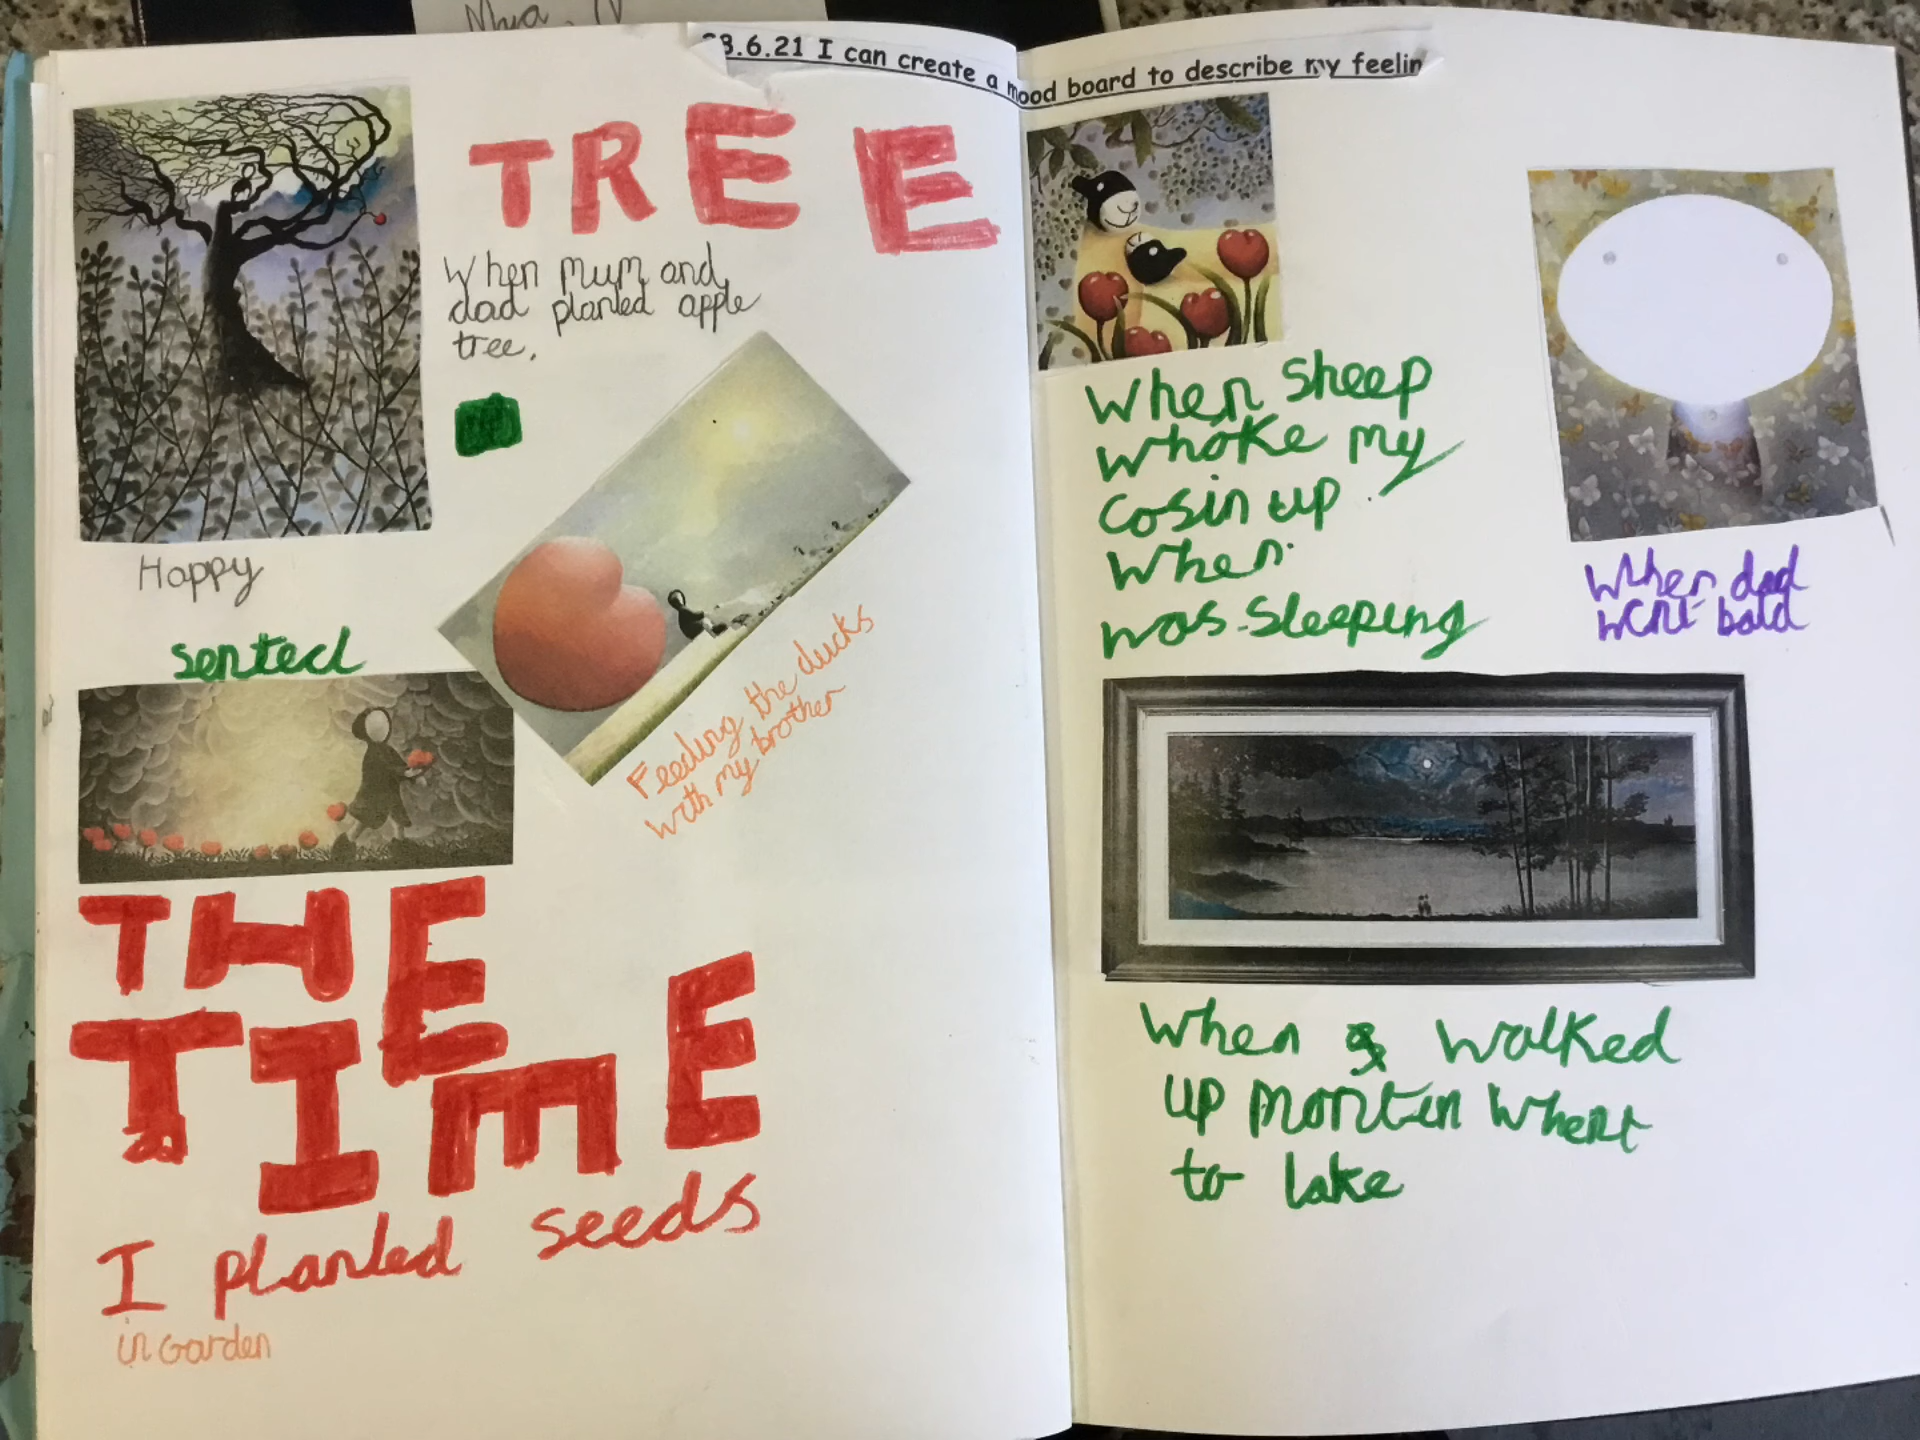 8.6.21 I can create a mood board to describe my feelin
TREE
When mum and
dad planted apple
tree.
Happy
sented
Feeding the ducks
with my brother
THE
TIME
I planted seeds
in Garden
When Sheep
whoke my
Cosin up
when
was sleeping
When dad
went bald
When walked
up montin whent
to lake